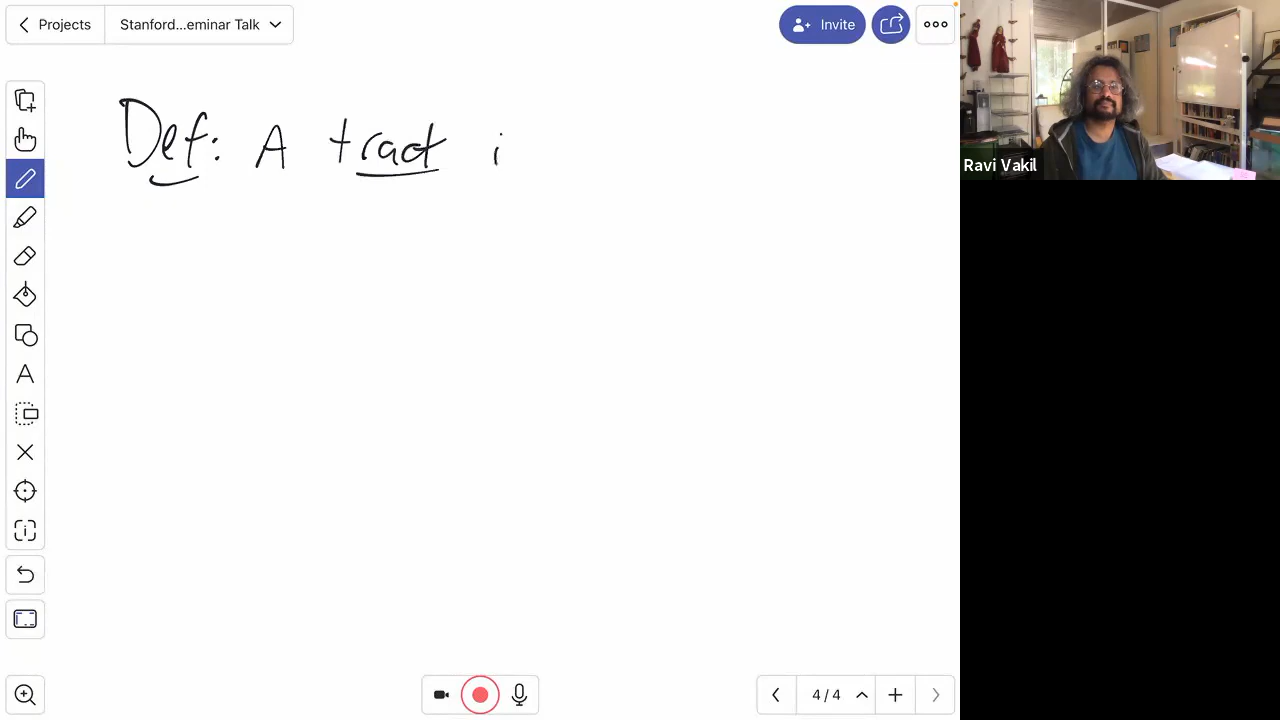 Projects
Stanford...eminar Talk
Invite
Def: A tract i
Ravi Vakil
A
4 / 4